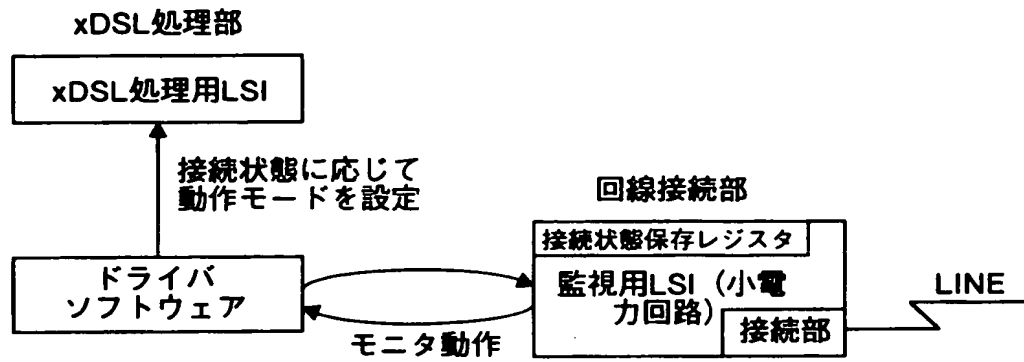 xDSL処理部
xDSL処理用LSI
接続状態に応じて
動作モードを設定
回線接続部
接続状態保存レジスタ
ドライバ
ソフトウェア
監視用LSI（小電
力回路）
接続部
LINE
モニタ動作